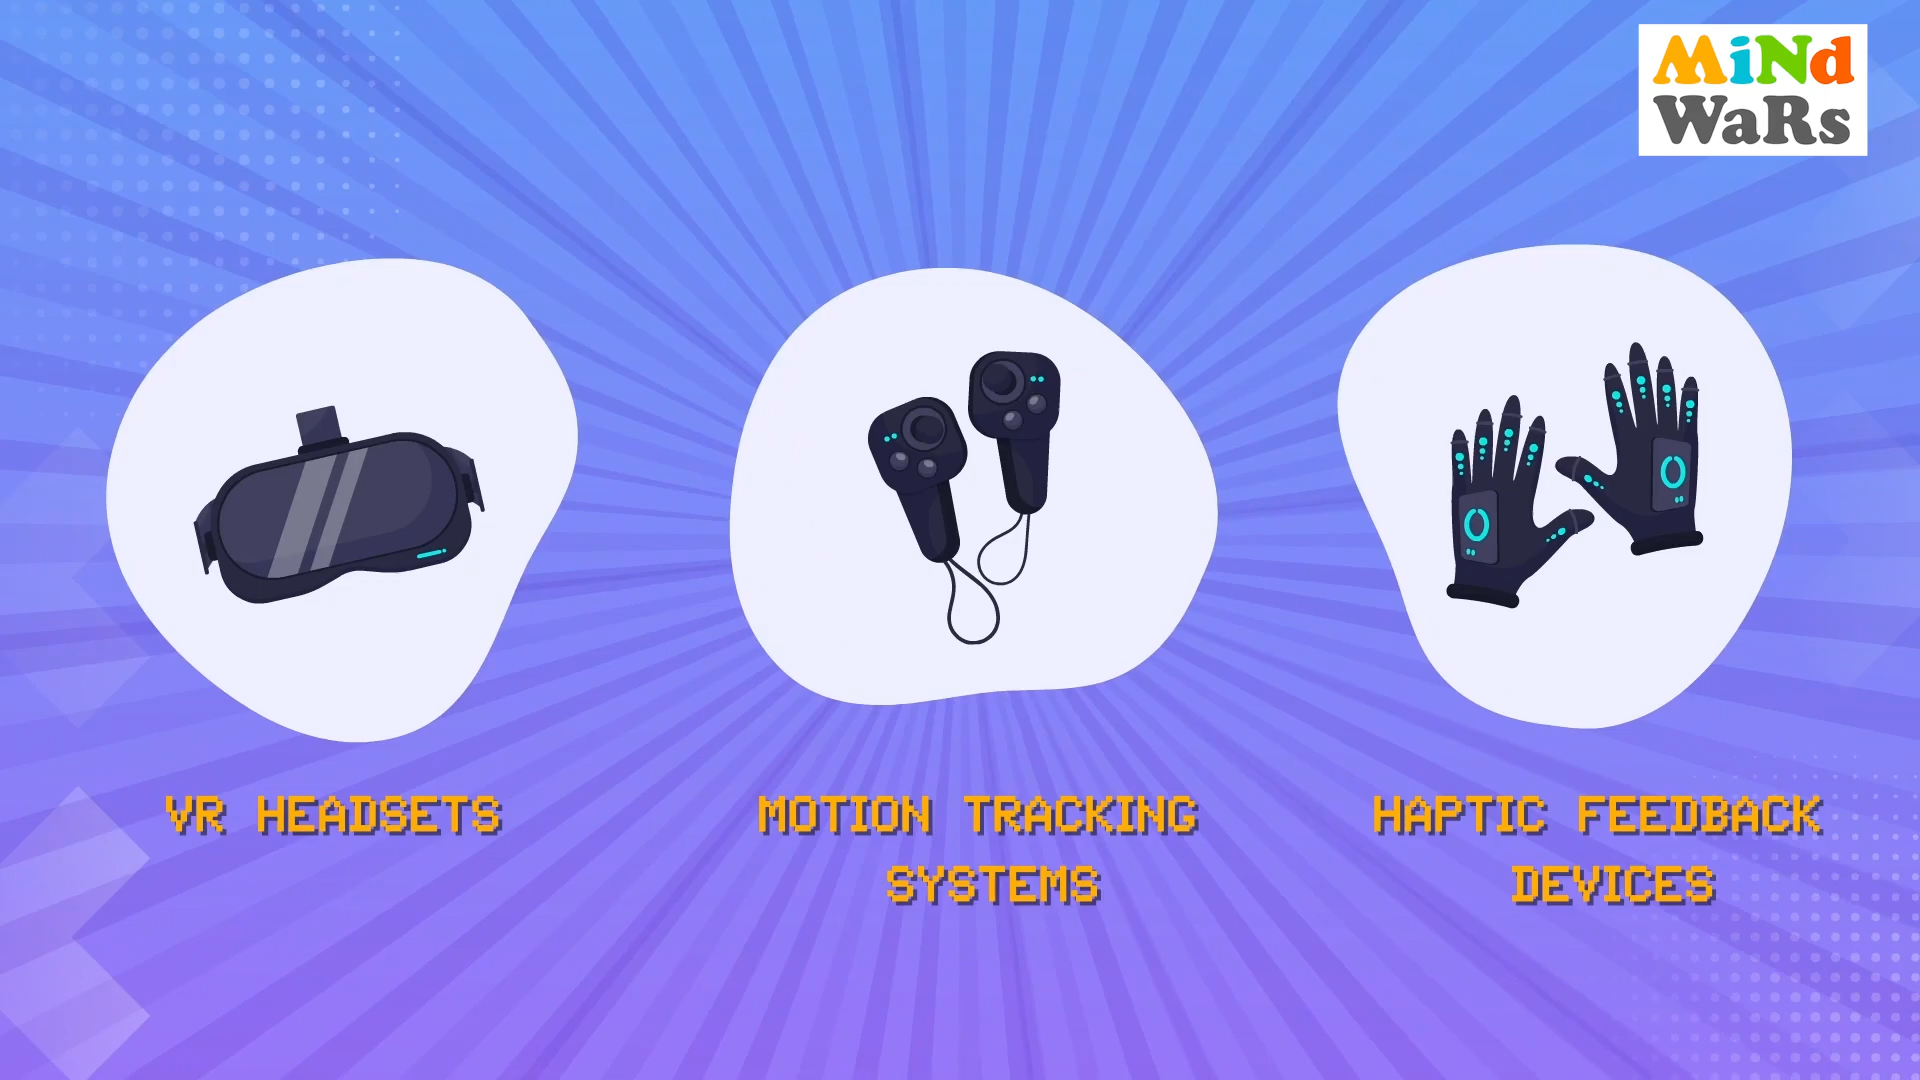 MiNd
WaRs
VR HEADSETS
MOTION TRACKING
SYSTEMS
HAPTIC FEEDBACK
DEVICES